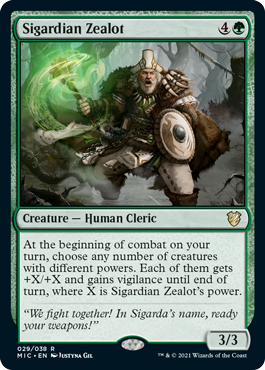 Sigardian Zealot 4
Creature — Human Cleric
At the beginning of combat on your
turn, choose any number of creatures
with different powers. Each of them gets
+X/+X and gains vigilance until end of
turn, where X is Sigardian Zealot's power.
"We fight together! In Sigarda's name, ready
your weapons!"
3/3
029/038 R
MIC • EN Justyna Gil
™ & © 2021 Wizards of the Coast